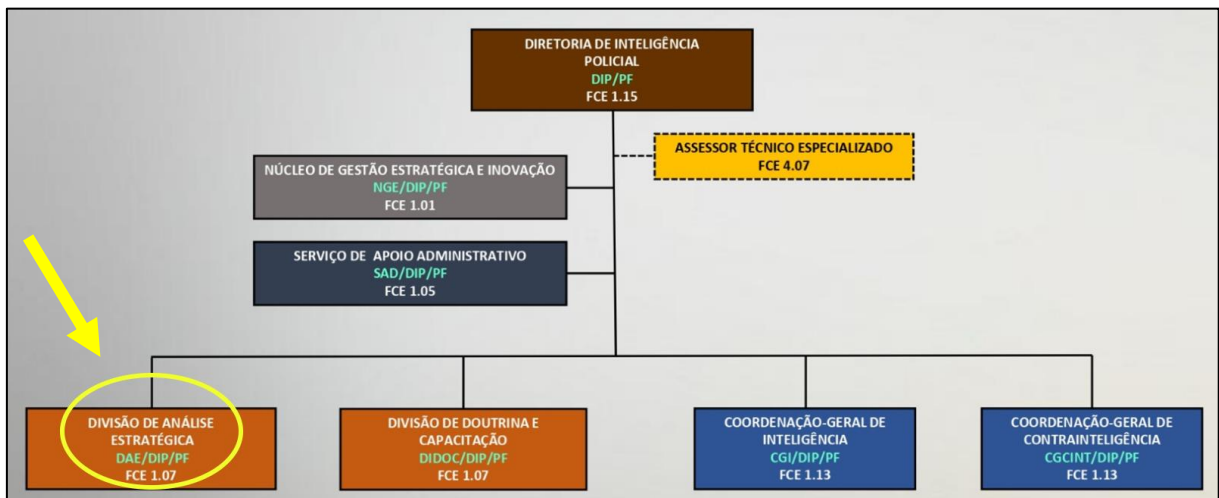 DIRETORIA DE INTELIGÊNCIA
POLICIAL
DIP/PF
FCE 1.15
ASSESSOR TÉCNICO ESPECIALIZADO
FCE 4.07
NÚCLEO DE GESTÃO ESTRATÉGICA E INOVAÇÃO
NGE/DIP/PF
FCE 1.01
SERVIÇO DE APOIO ADMINISTRATIVO
SAD/DIP/PF
FCE 1.05
DIVISÃO DE ANÁLISE
ESTRATÉGICA
DAE/DIP/PF
FCE 1.07
DIVISÃO DE DOUTRINA E
CAPACITAÇÃO
DIDOC/DIP/PF
FCE 1.07
COORDENAÇÃO-GERAL DE
INTELIGÊNCIA
CGI/DIP/PF
FCE 1.13
COORDENAÇÃO-GERAL DE
CONTRAINTELIGÊNCIA
CGCINT/DIP/PF
FCE 1.13